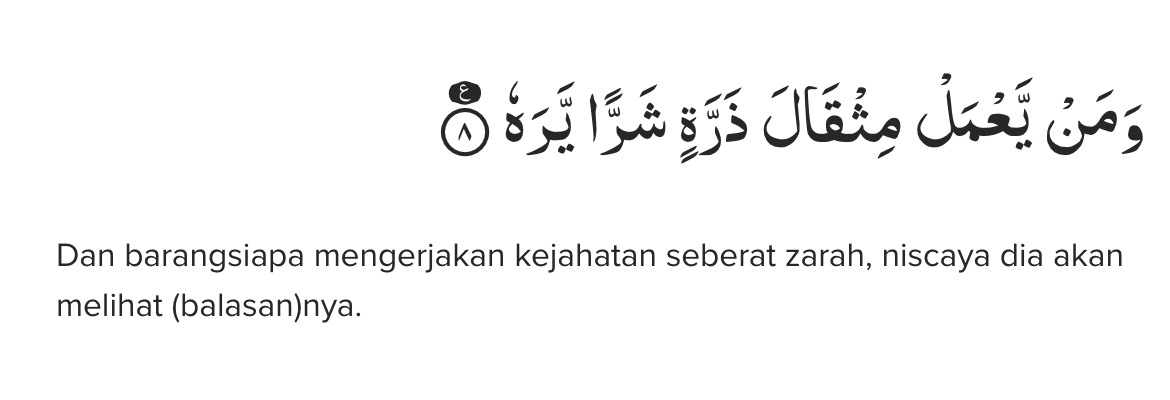 وَمَنْ يَّعْمَلْ مِثْقَالَ ذَرَّةٍ شَرًّا يَّرَهٗ ࣖ ۝٨
Dan barangsiapa mengerjakan kejahatan seberat zarah, niscaya dia akan
melihat (balasan)nya.